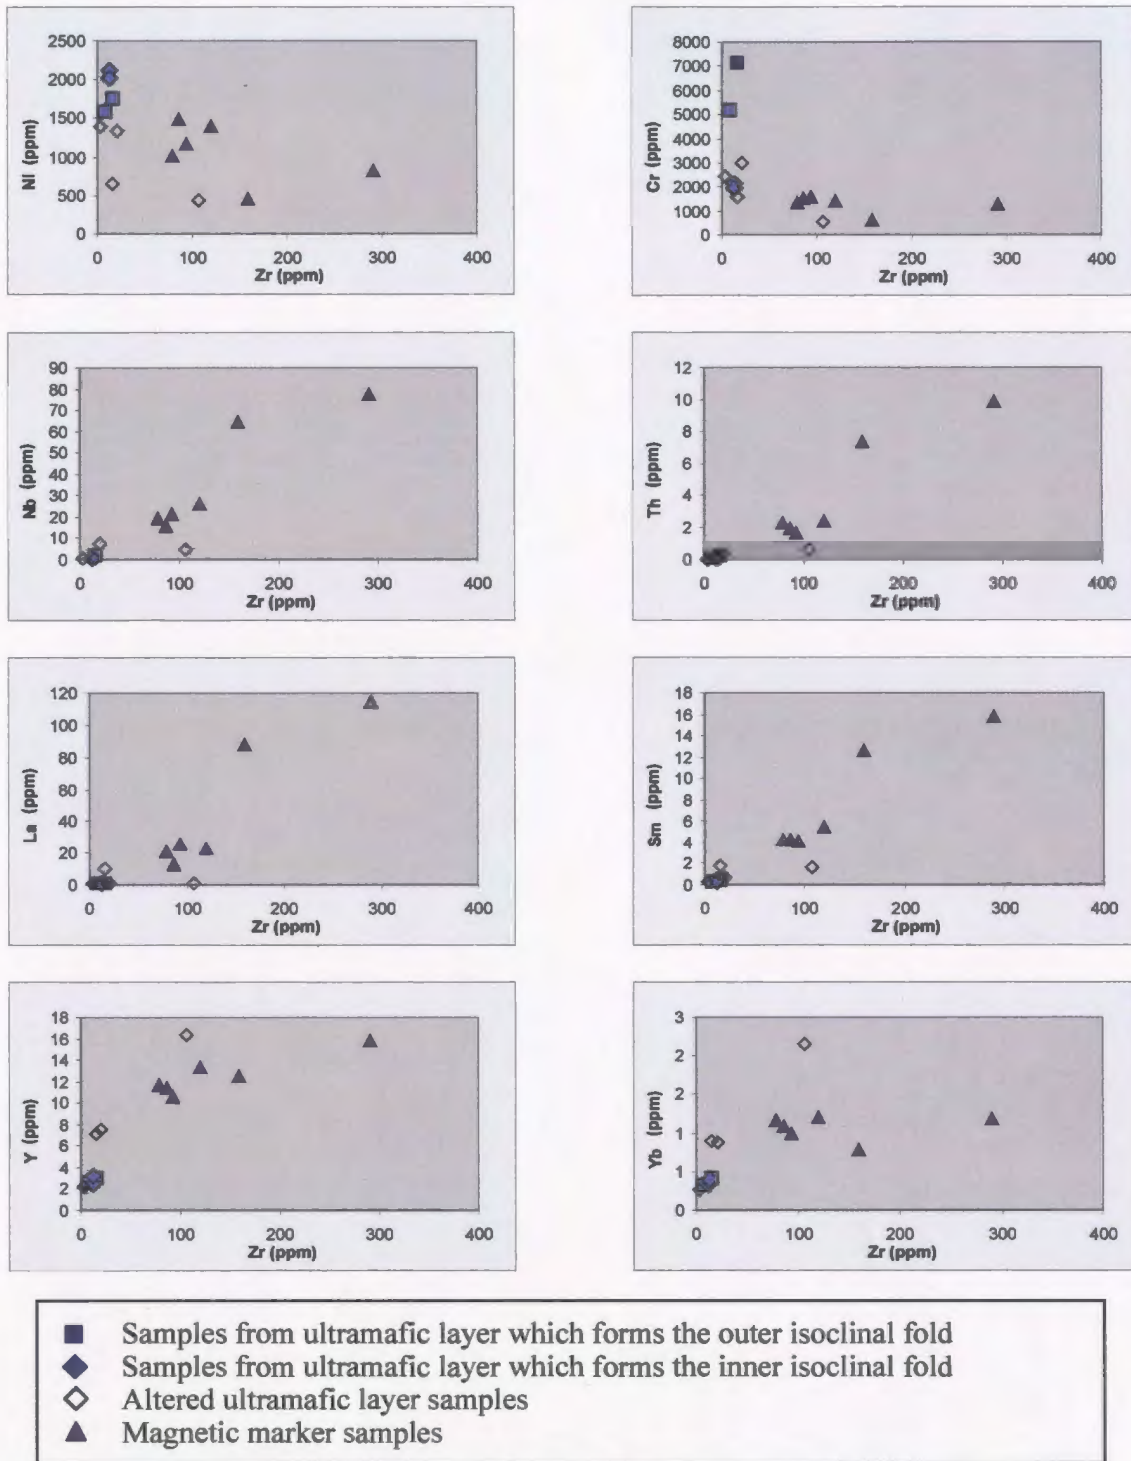 2500
2000
1500
1000
500
0
Ni (ppm)
0 100 200 300 400
Zr (ppm)
8000
7000
6000
5000
4000
3000
2000
1000
0
Cr (ppm)
0 100 200 300 400
Zr (ppm)
90
80
70
60
50
40
30
20
10
0
Nb (ppm)
0 100 200 300 400
Zr (ppm)
12
10
8
6
4
2
0
Th (ppm)
0 100 200 300 400
Zr (ppm)
120
100
80
60
40
20
0
La (ppm)
0 100 200 300 400
Zr (ppm)
18
16
14
12
10
8
6
4
2
0
Sm (ppm)
0 100 200 300 400
Zr (ppm)
18
16
14
12
10
8
6
4
2
0
Y (ppm)
0 100 200 300 400
Zr (ppm)
3
2
2
1
1
0
Yb (ppm)
0 100 200 300 400
Zr (ppm)
Samples from ultramafic layer which forms the outer isoclinal fold
Samples from ultramafic layer which forms the inner isoclinal fold
Altered ultramafic layer samples
Magnetic marker samples